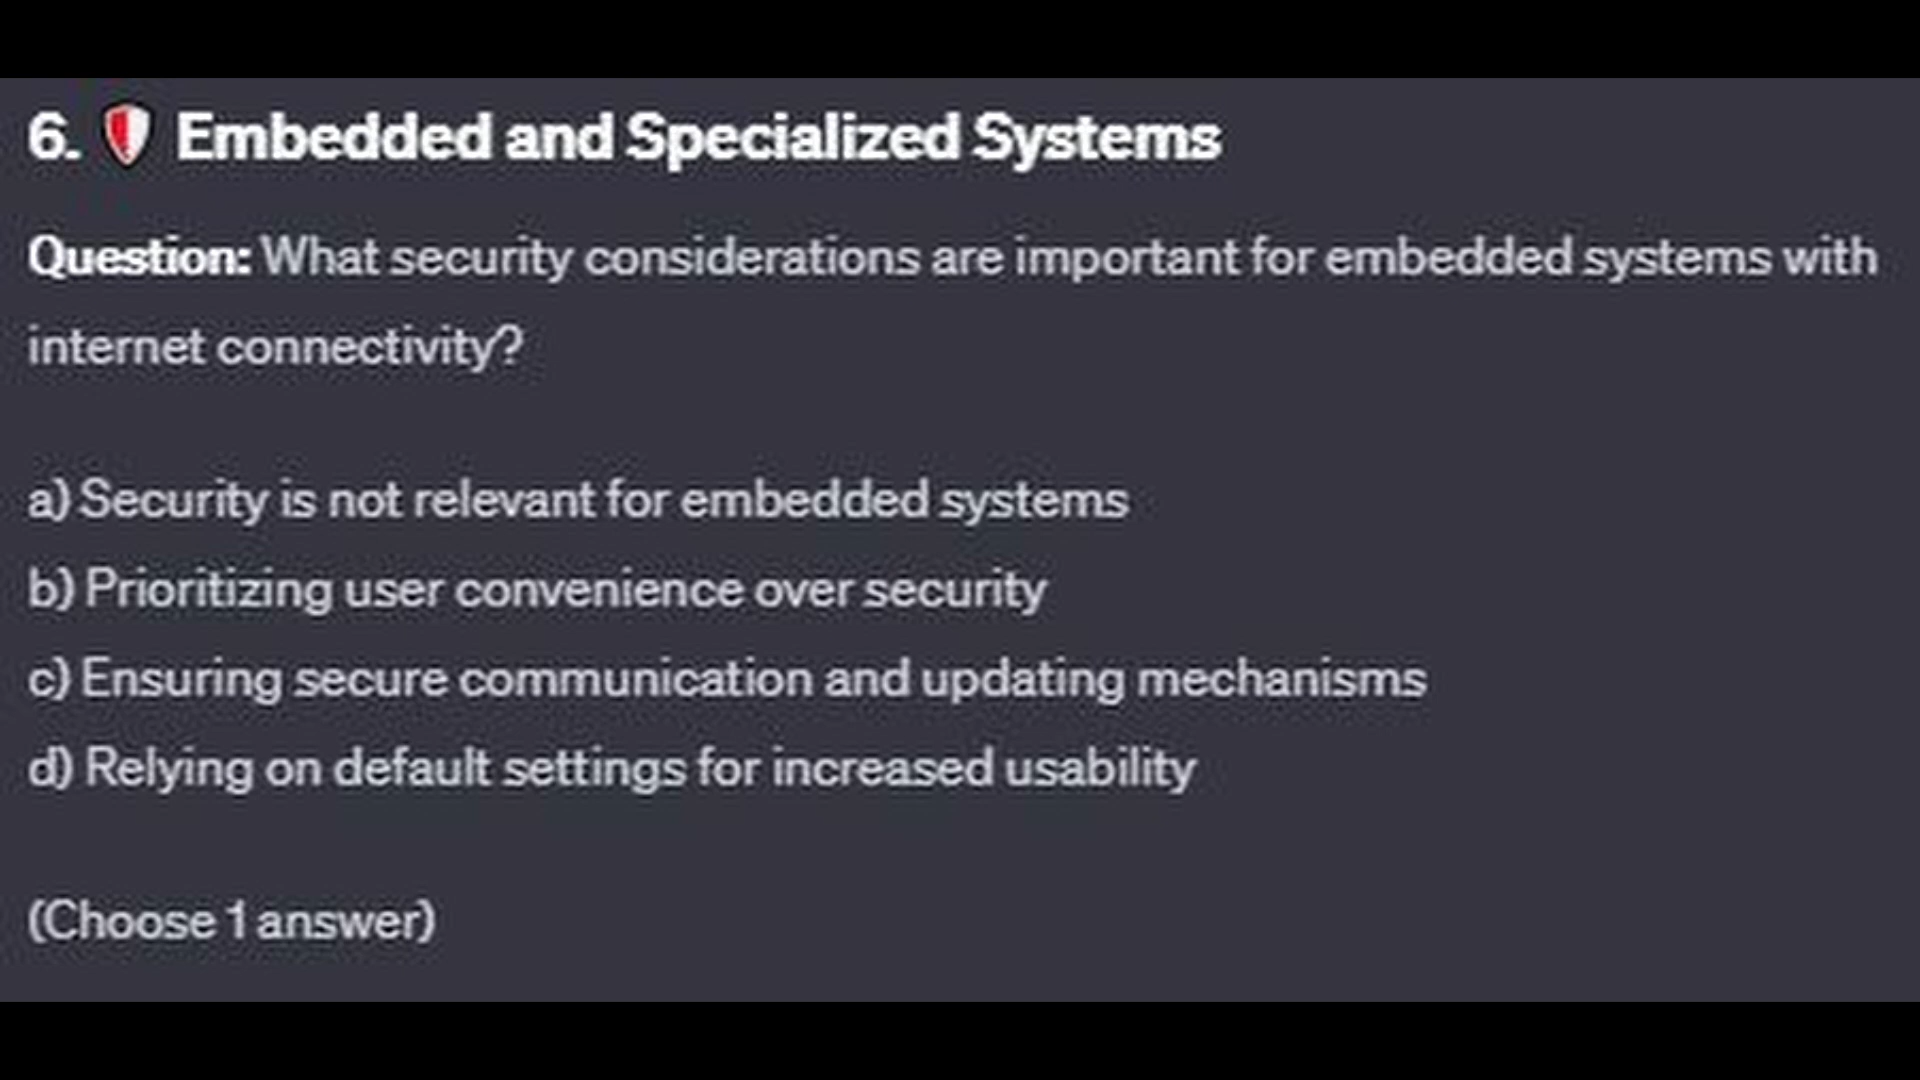 6. 🛡 Embedded and Specialized Systems
Question: What security considerations are important for embedded systems with
internet connectivity?
a) Security is not relevant for embedded systems
b) Prioritizing user convenience over security
c) Ensuring secure communication and updating mechanisms
d) Relying on default settings for increased usability
(Choose 1 answer)